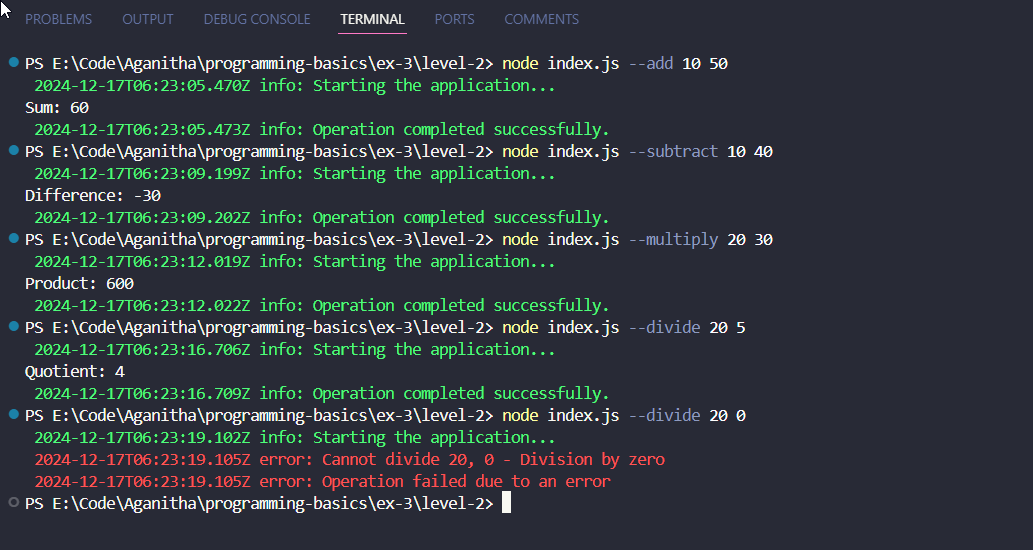 PROBLEMS OUTPUT DEBUG CONSOLE TERMINAL PORTS COMMENTS
PS E:\Code\Aganitha\programming-basics\ex-3\level-2> node index.js --add 10 50
2024-12-17T06:23:05.470Z info: Starting the application...
Sum: 60
2024-12-17T06:23:05.473Z info: Operation completed successfully.
PS E:\Code\Aganitha\programming-basics\ex-3\level-2> node index.js --subtract 10 40
2024-12-17T06:23:09.199Z info: Starting the application...
Difference: -30
2024-12-17T06:23:09.202Z info: Operation completed successfully.
PS E:\Code\Aganitha\programming-basics\ex-3\level-2> node index.js --multiply 20 30
2024-12-17T06:23:12.019Z info: Starting the application...
Product: 600
2024-12-17T06:23:12.022Z info: Operation completed successfully.
PS E:\Code\Aganitha\programming-basics\ex-3\level-2> node index.js --divide 20 5
2024-12-17T06:23:16.706Z info: Starting the application...
Quotient: 4
2024-12-17T06:23:16.709Z info: Operation completed successfully.
PS E:\Code\Aganitha\programming-basics\ex-3\level-2> node index.js --divide 20 0
2024-12-17T06:23:19.102Z info: Starting the application...
2024-12-17T06:23:19.105Z error: Cannot divide 20, 0 - Division by zero
2024-12-17T06:23:19.105Z error: Operation failed due to an error
PS E:\Code\Aganitha\programming-basics\ex-3\level-2>